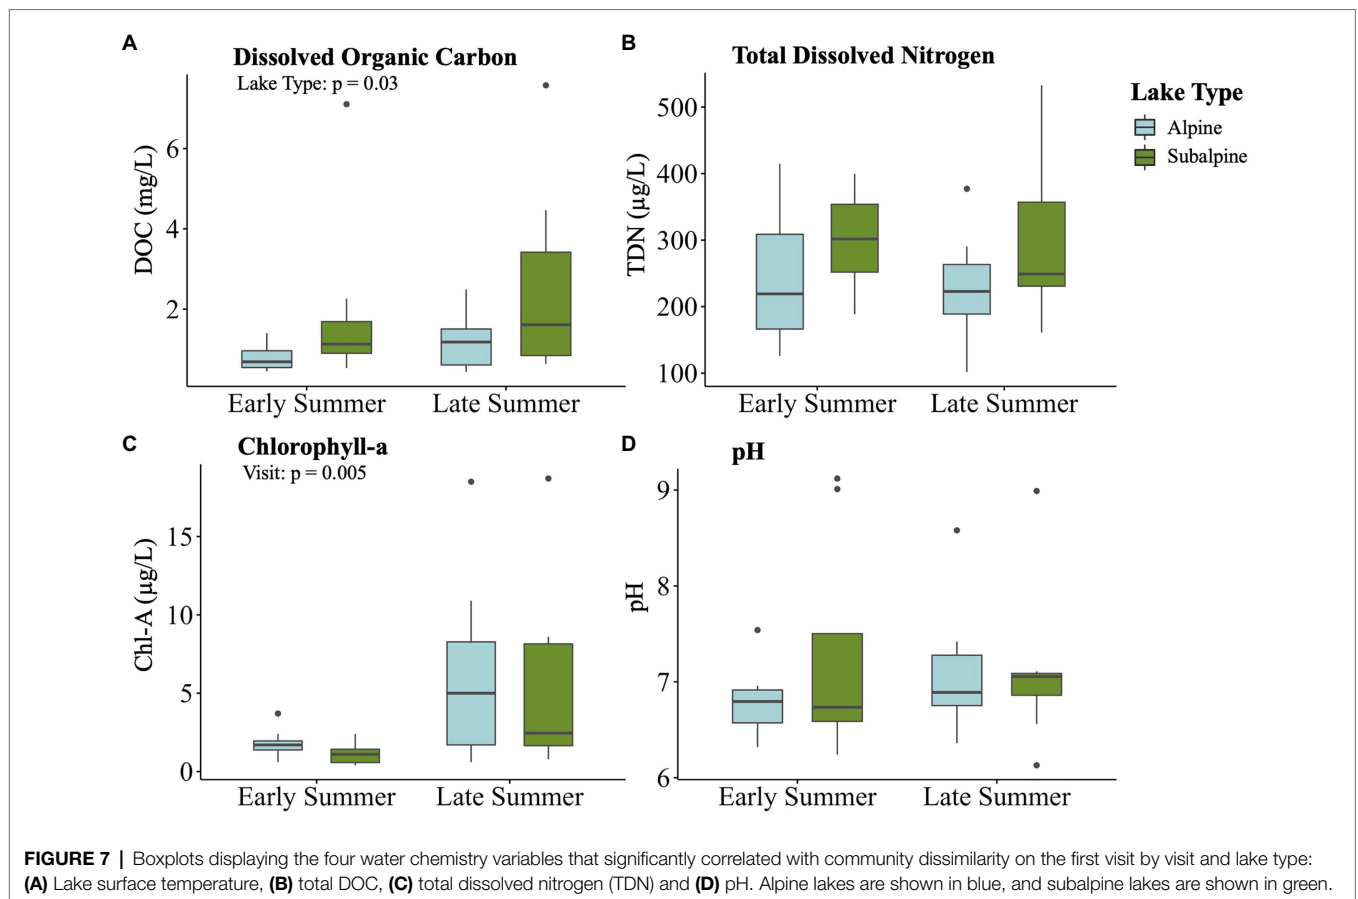 A
Dissolved Organic Carbon
Lake Type: p = 0.03
DOC (mg/L)
6
4
2
Early Summer
Late Summer
B
Total Dissolved Nitrogen
TDN (µg/L)
500
400
300
200
100
Early Summer
Late Summer
Lake Type
Alpine
Subalpine
C
Chlorophyll-a
Visit: p = 0.005
Chl-A (µg/L)
15
10
5
0
Early Summer
Late Summer
D
pH
pH
9
8
7
6
Early Summer
Late Summer
FIGURE 7 | Boxplots displaying the four water chemistry variables that significantly correlated with community dissimilarity on the first visit by visit and lake type:
(A) Lake surface temperature, (B) total DOC, (C) total dissolved nitrogen (TDN) and (D) pH. Alpine lakes are shown in blue, and subalpine lakes are shown in green.